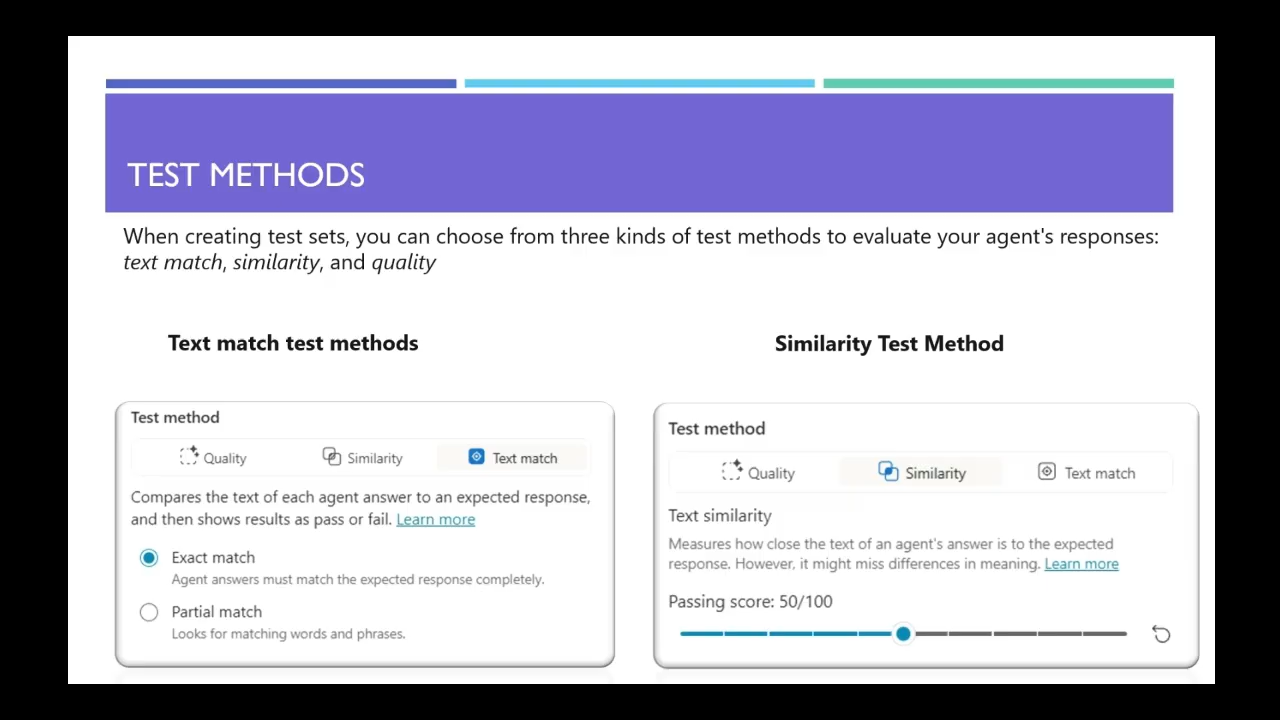 TEST METHODS
When creating test sets, you can choose from three kinds of test methods to evaluate your agent's responses:
text match, similarity, and quality
Text match test methods
Test method
Quality
Similarity
Text match
Compares the text of each agent answer to an expected response,
and then shows results as pass or fail. Learn more
Exact match
Agent answers must match the expected response completely.
Partial match
Looks for matching words and phrases.
Similarity Test Method
Test method
Quality
Similarity
Text match
Text similarity
Measures how close the text of an agent's answer is to the expected
response. However, it might miss differences in meaning. Learn more
Passing score: 50/100